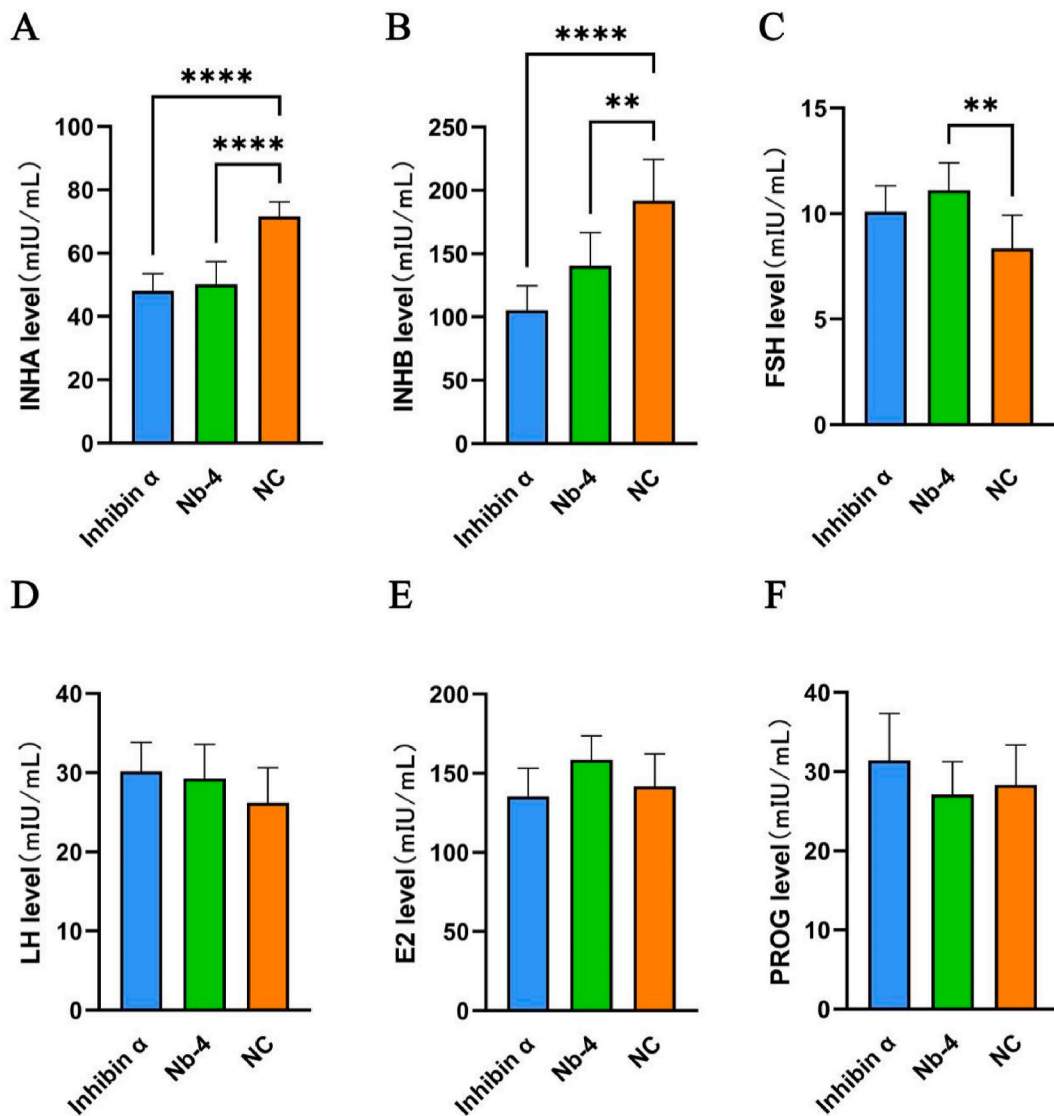 A
INHA level(mIU/mL)
100
80
60
40
20
0
****
****
Inhibin α
Nb-4
NC
B
INHB level(mIU/mL)
250
200
150
100
50
0
****
**
Inhibin α
Nb-4
NC
C
FSH level(mIU/mL)
15
10
5
0
**
Inhibin α
Nb-4
NC
D
LH level(mIU/mL)
40
30
20
10
0
Inhibin α
Nb-4
NC
E
E2 level(mIU/mL)
200
150
100
50
0
Inhibin α
Nb-4
NC
F
PROG level(mIU/mL)
40
30
20
10
0
Inhibin α
Nb-4
NC